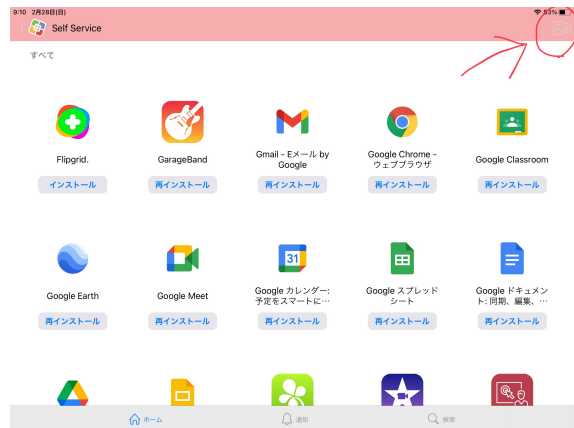 9:10 2月28日(日)
53%
Self Service
すべて
Flipgrid.
GarageBand
Gmail - Eメール by
Google
Google Chrome -
ウェブブラウザ
Google Classroom
インストール
再インストール
再インストール
再インストール
再インストール
31
Google Earth
Google Meet
Google カレンダー:
予定をスマートに…
Google スプレッド
シート
Google ドキュメン
ト: 同期、編集、…
再インストール
再インストール
再インストール
再インストール
再インストール
ホーム
通知
検索